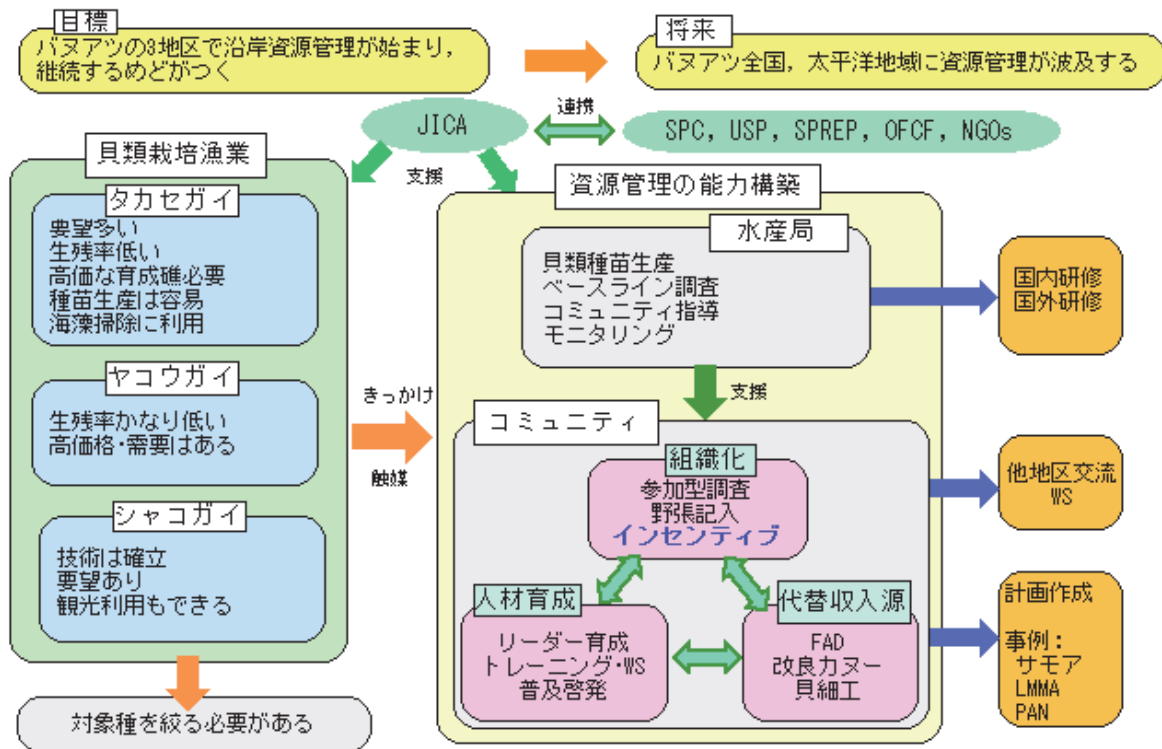 目標
バヌアツの3地区で沿岸資源管理が始まり,
継続するめどがつく
将来
バヌアツ全国, 太平洋地域に資源管理が波及する
JICA
連携
SPC, USP, SPREP, OFCF, NGOs
支援
貝類栽培漁業
タカセガイ
要望多い
生残率低い
高価な育成礁必要
種苗生産は容易
海藻掃除に利用
ヤコウガイ
生残率かなり低い
高価格・需要はある
シャコガイ
技術は確立
要望あり
観光利用もできる
対象種を絞る必要がある
きっかけ
触媒
資源管理の能力構築
水産局
貝類種苗生産
ベースライン調査
コミュニティ指導
モニタリング
支援
コミュニティ
組織化
参加型調査
野張記入
インセンティブ
人材育成
リーダー育成
トレーニング・WS
普及啓発
代替収入源
FAD
改良カヌー
貝細工
国内研修
国外研修
他地区交流
WS
計画作成
事例：
サモア
LMMA
PAN